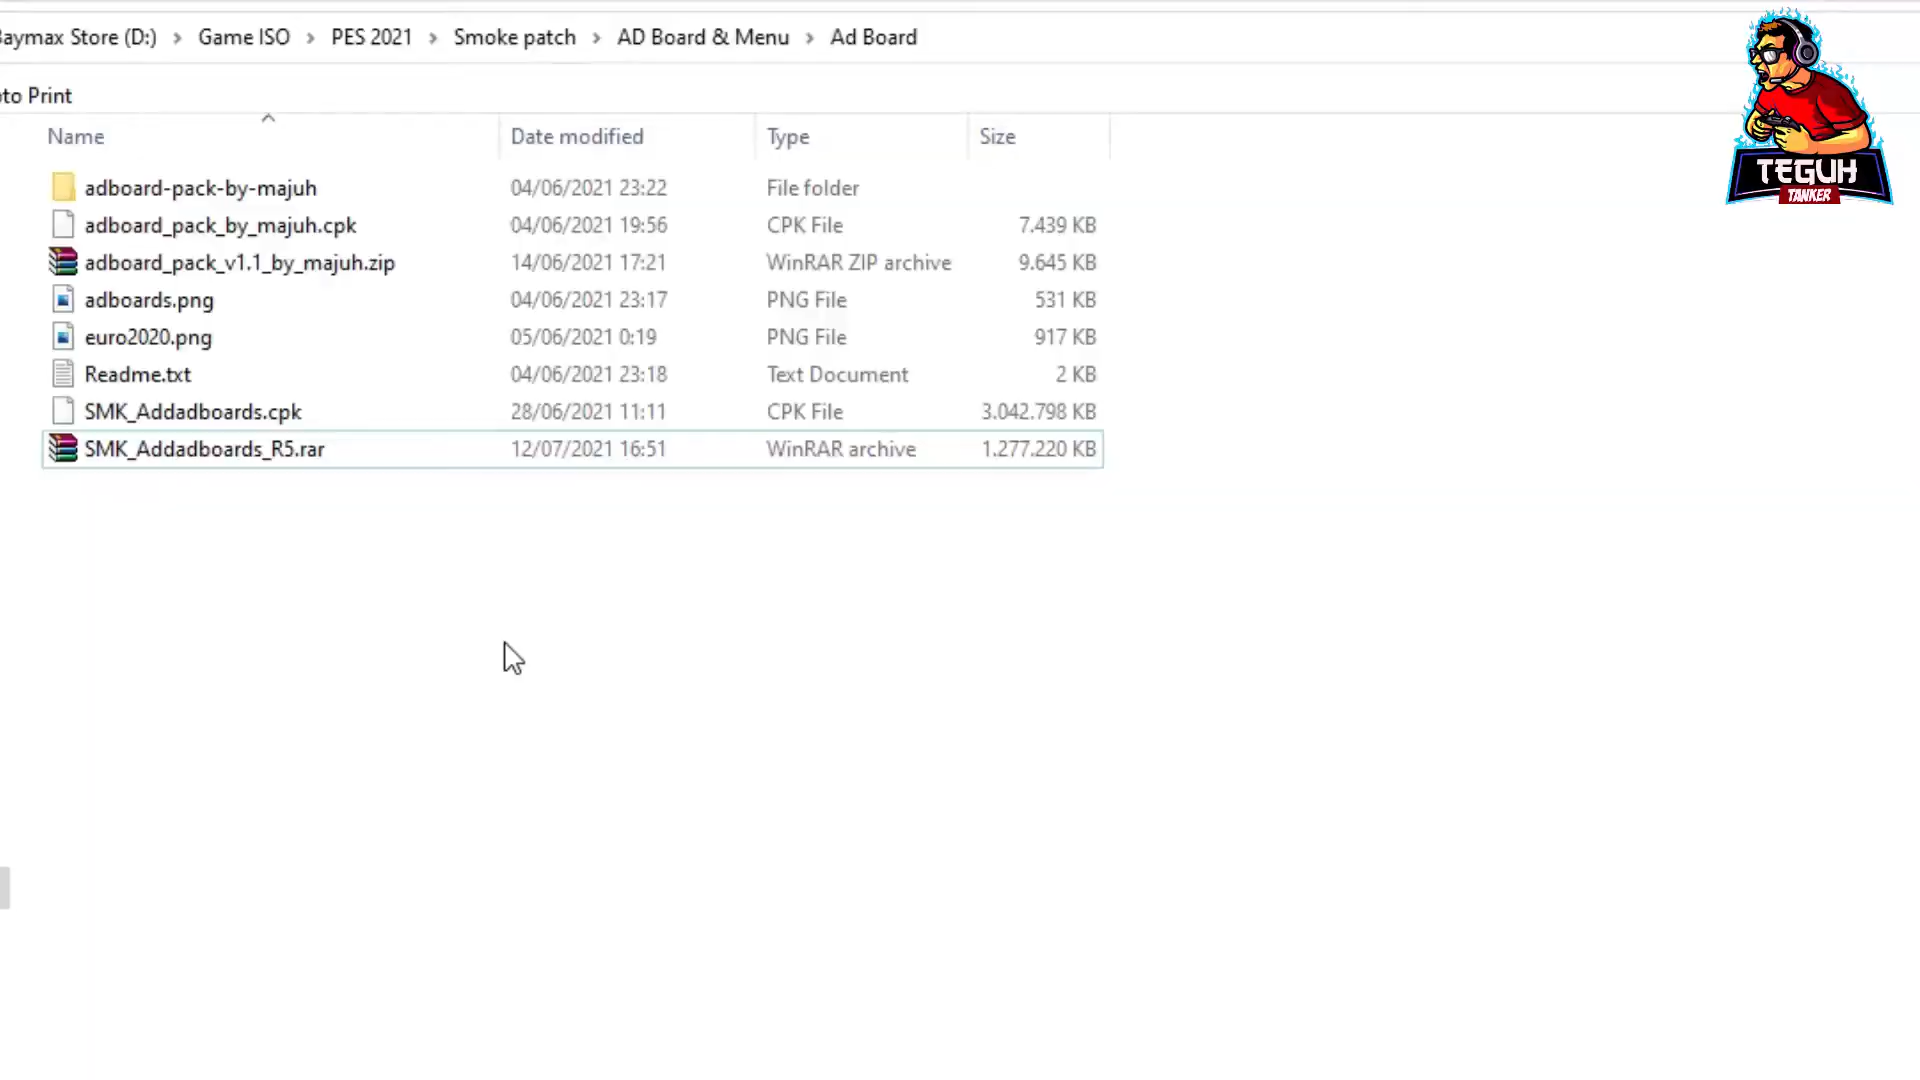 Baymax Store (D:) > Game ISO > PES 2021 > Smoke patch > AD Board & Menu > Ad Board
oto Print
Name Date modified Type Size
adboard-pack-by-majuh 04/06/2021 23:22 File folder
adboard_pack_by_majuh.cpk 04/06/2021 19:56 CPK File 7.439 KB
adboard_pack_v1.1_by_majuh.zip 14/06/2021 17:21 WinRAR ZIP archive 9.645 KB
adboards.png 04/06/2021 23:17 PNG File 531 KB
euro2020.png 05/06/2021 0:19 PNG File 917 KB
Readme.txt 04/06/2021 23:18 Text Document 2 KB
SMK_Addadboards.cpk 28/06/2021 11:11 CPK File 3.042.798 KB
SMK_Addadboards_R5.rar 12/07/2021 16:51 WinRAR archive 1.277.220 KB
TEGUH
TANKER